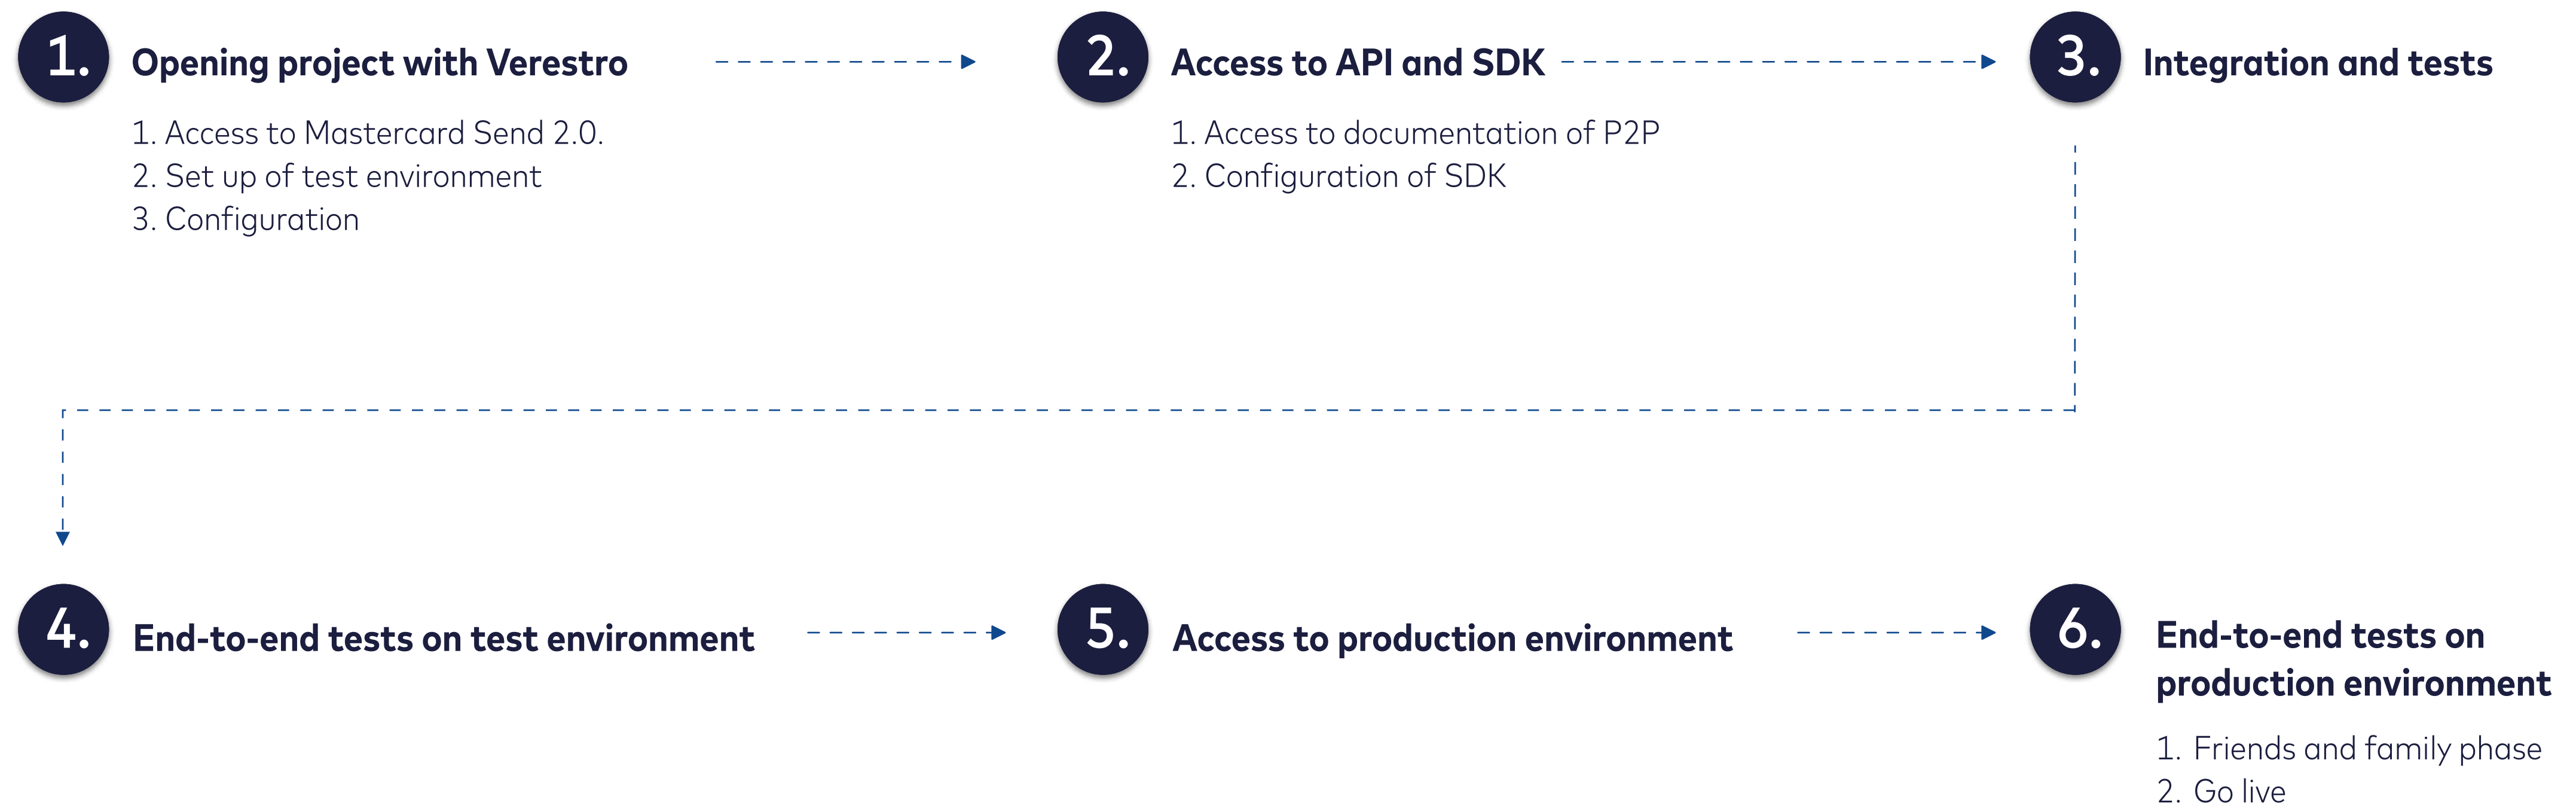 1. Opening project with Verestro
1. Access to Mastercard Send 2.0.
2. Set up of test environment
3. Configuration
2. Access to API and SDK
1. Access to documentation of P2P
2. Configuration of SDK
3. Integration and tests
4. End-to-end tests on test environment
5. Access to production environment
6. End-to-end tests on
production environment
1. Friends and family phase
2. Go live